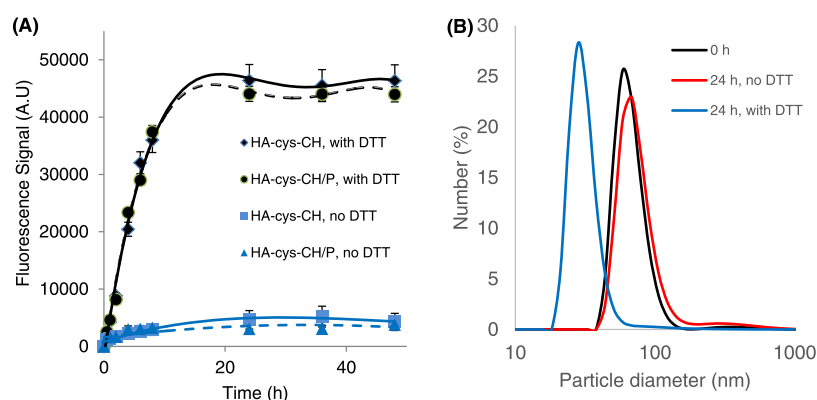 (A)
Fluorescence Signal (A.U)
50000
40000
30000
20000
10000
0
0
20
40
Time (h)
HA-cys-CH, with DTT
HA-cys-CH/P, with DTT
HA-cys-CH, no DTT
HA-cys-CH/P, no DTT
(B)
Number (%)
30
25
20
15
10
5
0
10
100
1000
Particle diameter (nm)
0 h
24 h, no DTT
24 h, with DTT